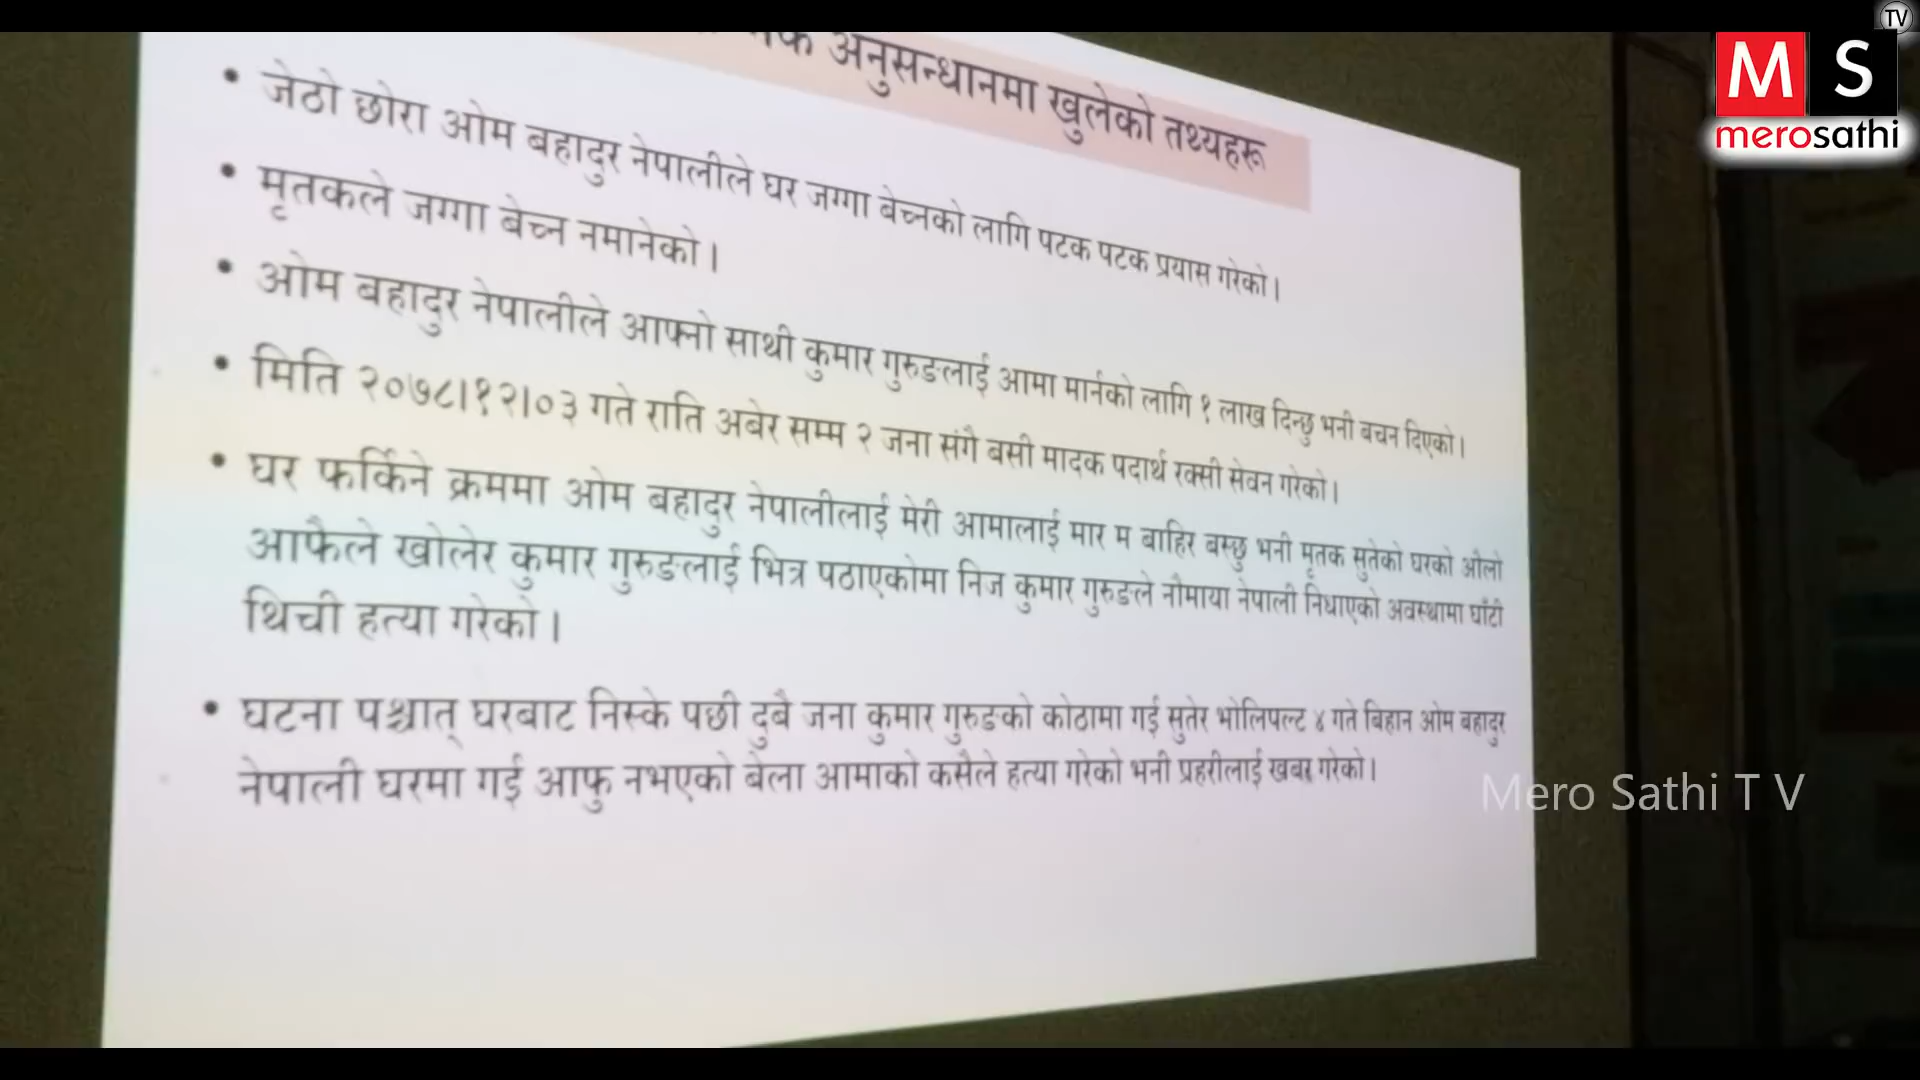 TV
M S
merosathi
अनुसन्धानमा खुलेको तथ्यहरू
• जेठो छोरा ओम बहादुर नेपालीले घर जग्गा बेच्नको लागि पटक पटक प्रयास गरेको ।
• मृतकले जग्गा बेच्न नमानेको ।
• ओम बहादुर नेपालीले आफ्नो साथी कुमार गुरुङलाई आमा मार्नको लागि १ लाख दिन्छु भनी बचन दिएको ।
• मिति २०७८।१२।०३ गते राति अबेर सम्म २ जना संगै बसी मादक पदार्थ रक्सी सेवन गरेको ।
• घर फर्किने क्रममा ओम बहादुर नेपालीलाई मेरी आमालाई मार म बाहिर बस्छु भनी मृतक सुतेको घरको औलो
आफैले खोलेर कुमार गुरुङलाई भित्र पठाएकोमा निज कुमार गुरुङले नौमाया नेपाली निधाएको अवस्थामा घाँटी
थिची हत्या गरेको ।
• घटना पश्चात् घरबाट निस्के पछी दुबै जना कुमार गुरुङको कोठामा गई सुतेर भोलिपल्ट ४ गते बिहान ओम बहादुर
नेपाली घरमा गई आफु नभएको बेला आमाको कसैले हत्या गरेको भनी प्रहरीलाई खबर गरेको ।
Mero Sathi T V